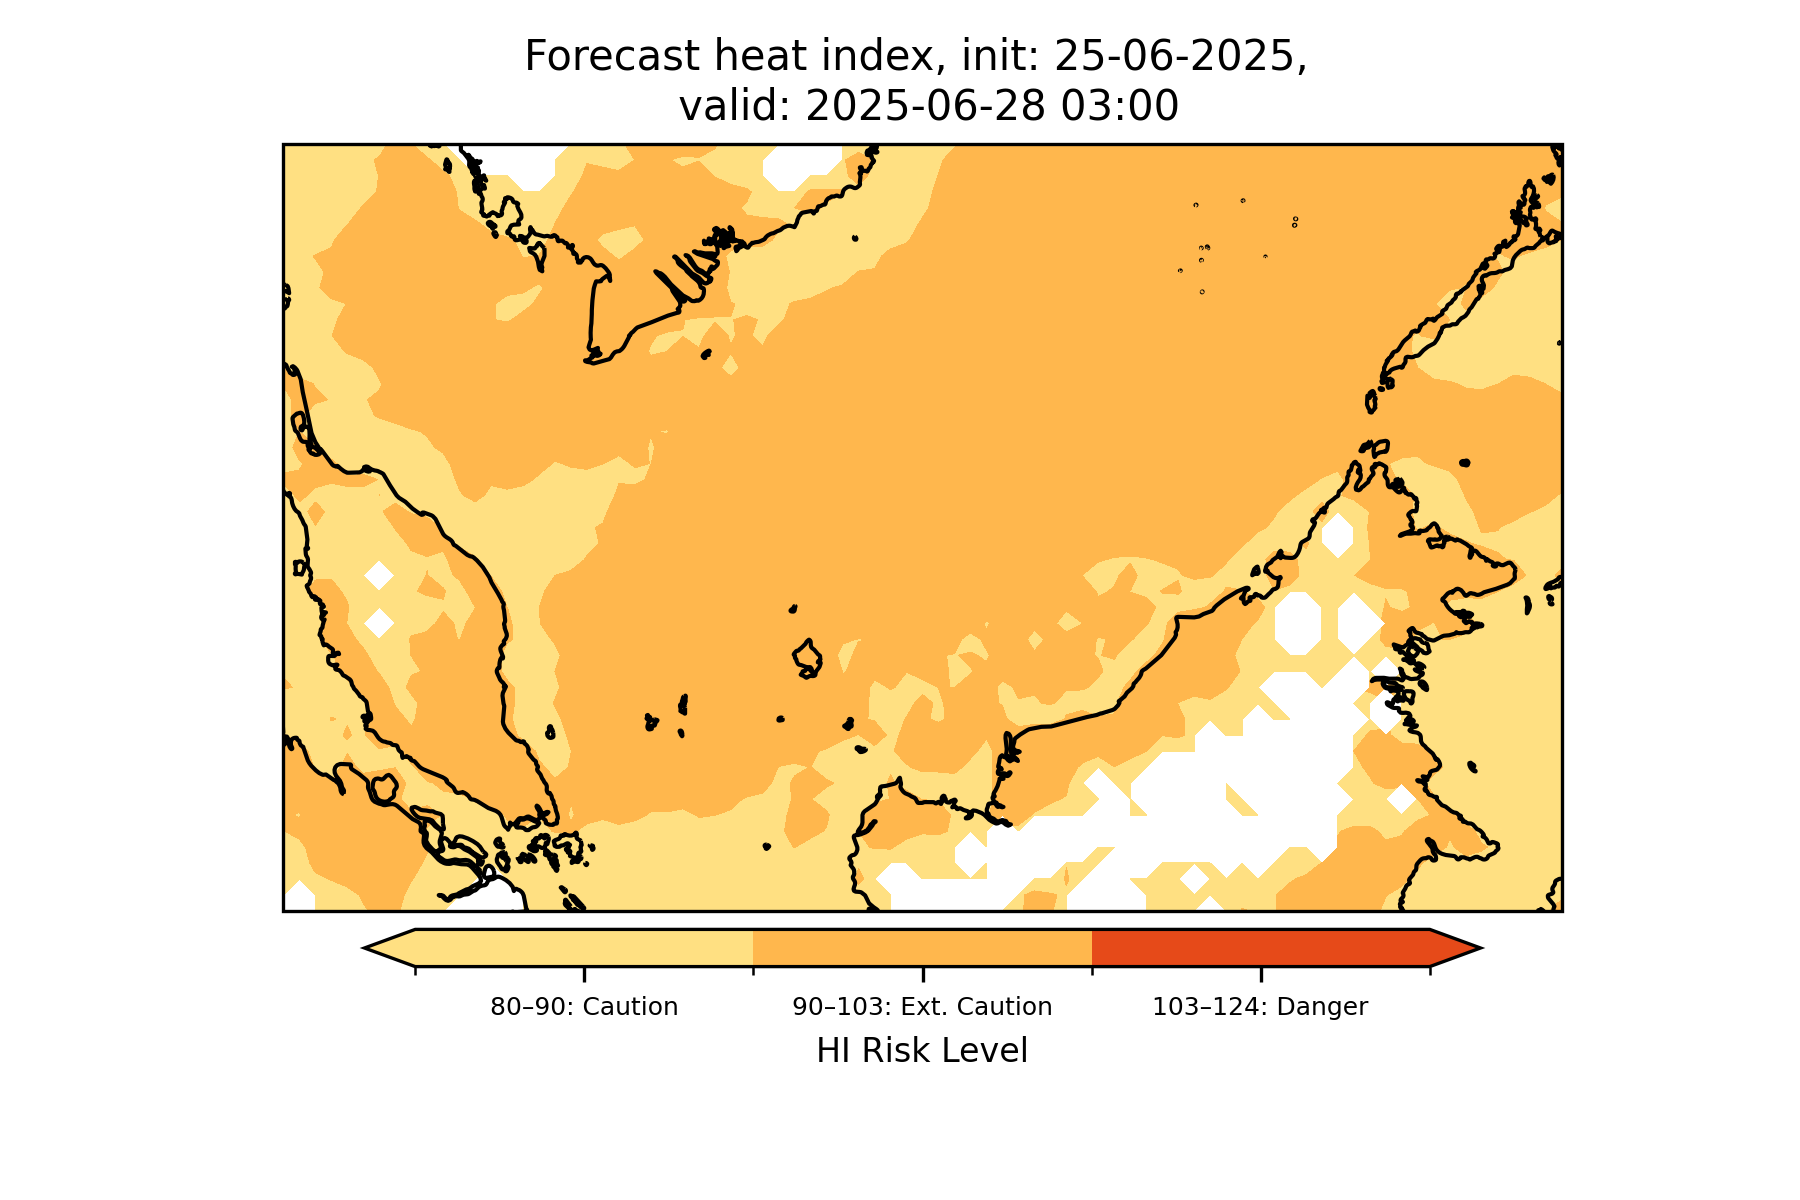 Forecast heat index, init: 25-06-2025,
valid: 2025-06-28 03:00
80–90: Caution
90–103: Ext. Caution
103–124: Danger
HI Risk Level